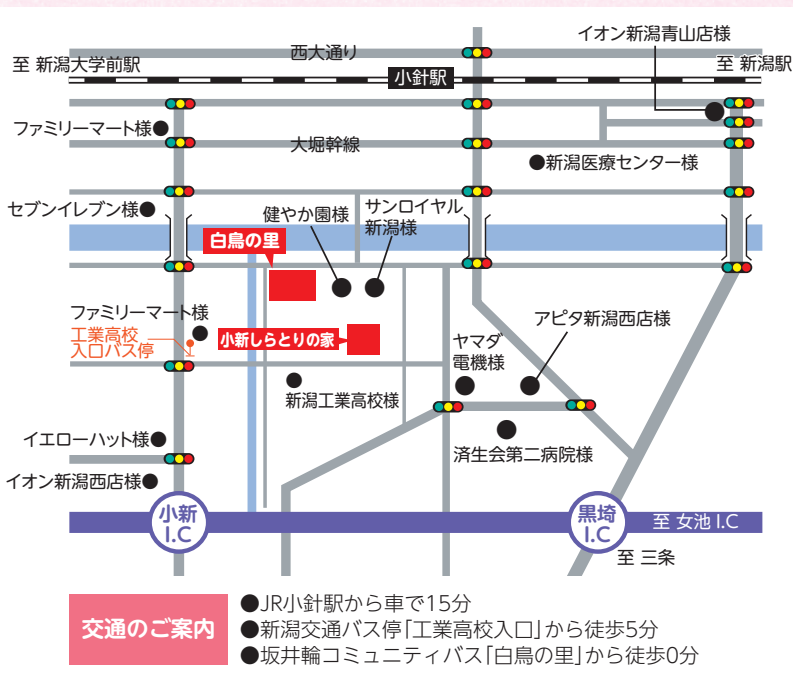 イオン新潟青山店様
西大通り
至 新潟大学前駅
至 新潟駅
小針駅
ファミリーマート様
大堀幹線
新潟医療センター様
セブンイレブン様
健やか園様
サンロイヤル
新潟様
白鳥の里
ファミリーマート様
工業高校
入口バス停
小新しらとりの家
アピタ新潟西店様
ヤマダ
電機様
新潟工業高校様
イエローハット様
済生会第二病院様
イオン新潟西店様
小新
I.C
黒埼
I.C
至 女池 I.C
至 三条
交通のご案内
●JR小針駅から車で15分
●新潟交通バス停「工業高校入口」から徒歩5分
●坂井輪コミュニティバス「白鳥の里」から徒歩0分